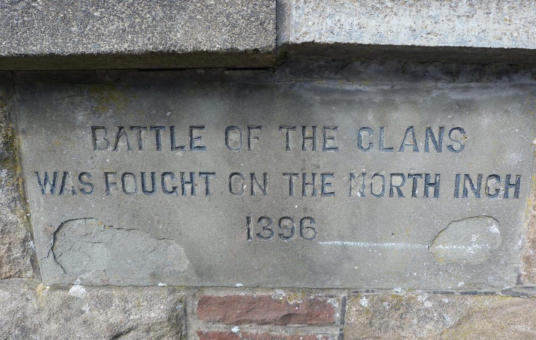 BATTLE OF THE CLANS
WAS FOUGHT ON THE NORTH INCH
1396